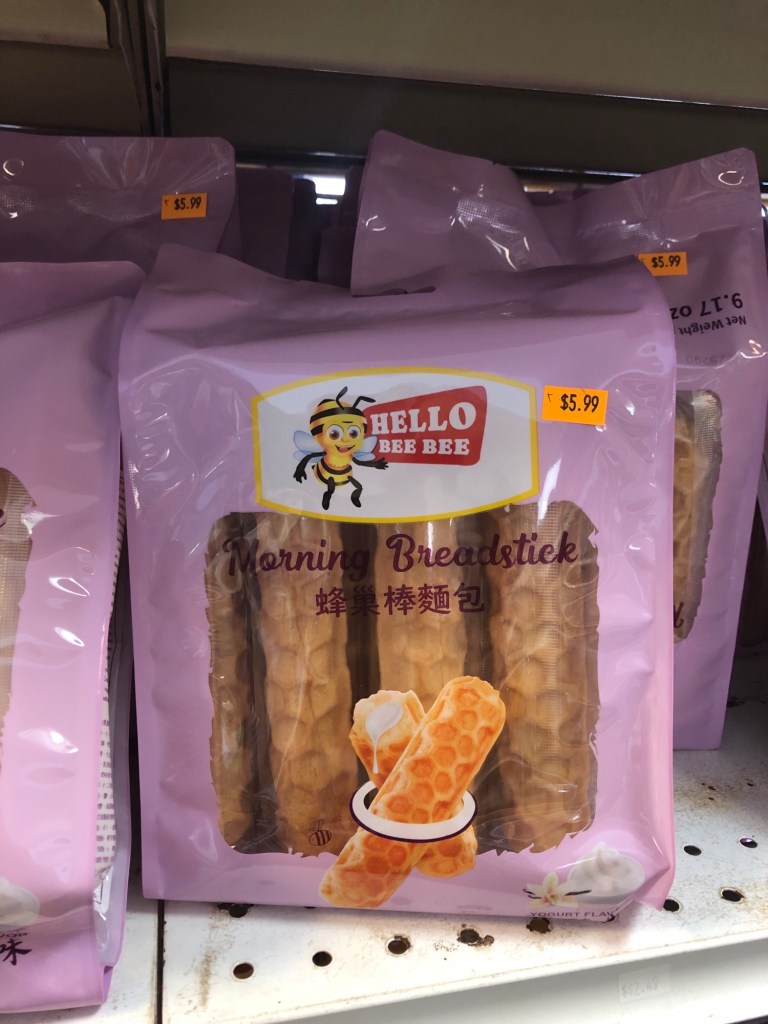 $5.99
$5.99
Net Weight
9.17 oz
$5.99
HELLO
BEE BEE
Morning Breadstick
蜂巢棒麵包
YOGURT FLAV
味